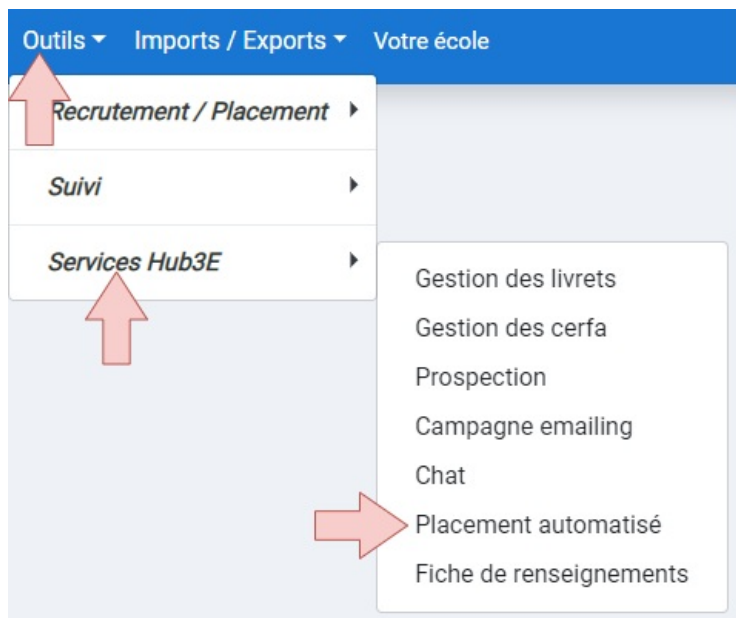 Outils Imports / Exports Votre école
Recrutement / Placement
Suivi
Services Hub3E
Gestion des livrets
Gestion des cerfa
Prospection
Campagne emailing
Chat
Placement automatisé
Fiche de renseignements